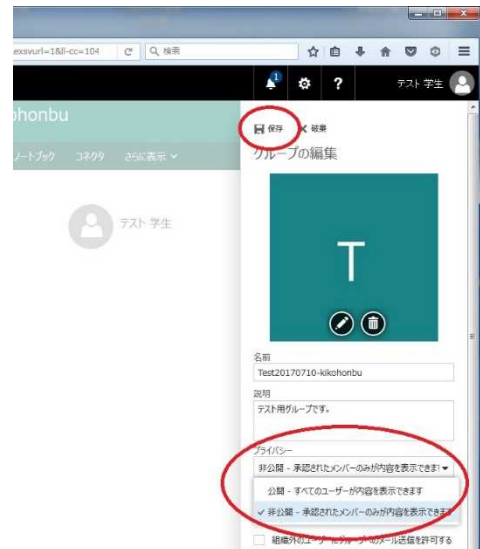 .exsvurl=1&ll-cc=104
検索
1
?
テスト 学生
ohonbu
ノートブック コネクタ さらに表示
保存 破棄
グループの編集
テスト 学生
T
名前
Test20170710-kikohonbu
説明
テスト用グループです。
プライバシー
非公開 - 承認されたメンバーのみが内容を表示できま
公開 - すべてのユーザーが内容を表示できます
非公開 - 承認されたメンバーのみが内容を表示できます
組織外のユーザーにグループへのメール送信を許可する